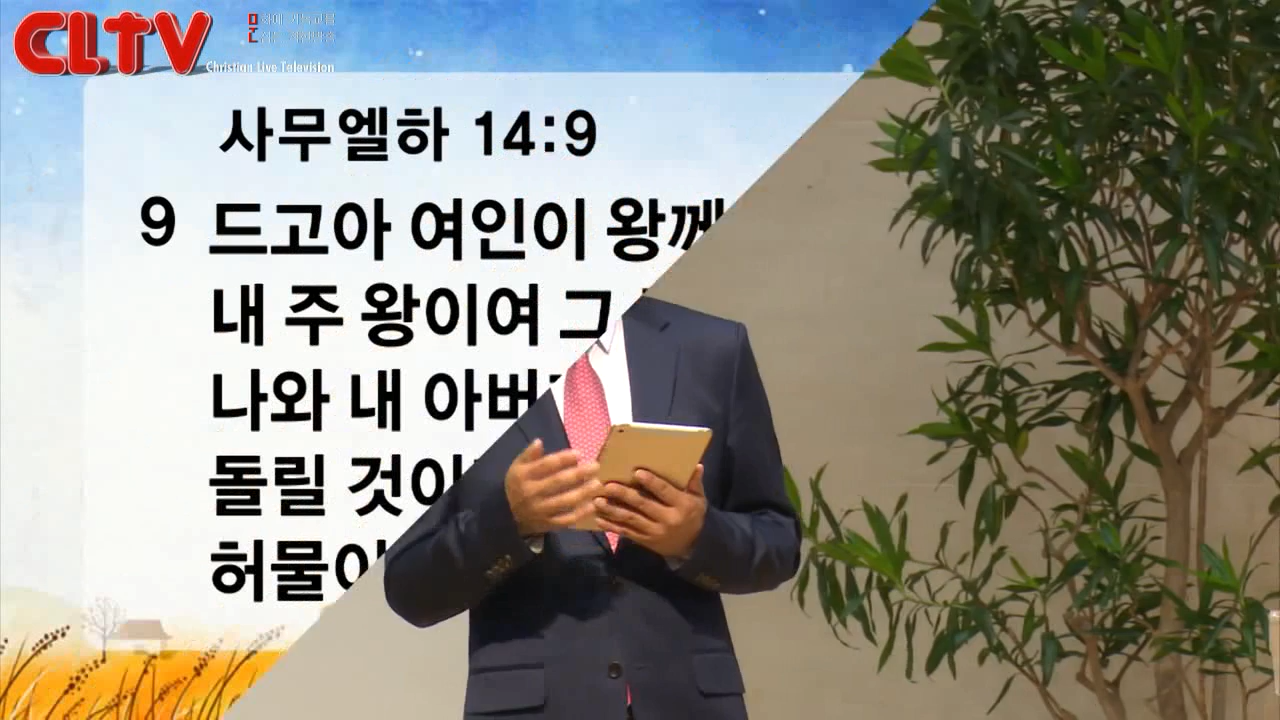 CLTV
Christian Live Television
사무엘하 14:9
9 드고아 여인이 왕께
내 주 왕이여 그
나와 내 아버
돌릴 것이
허물이